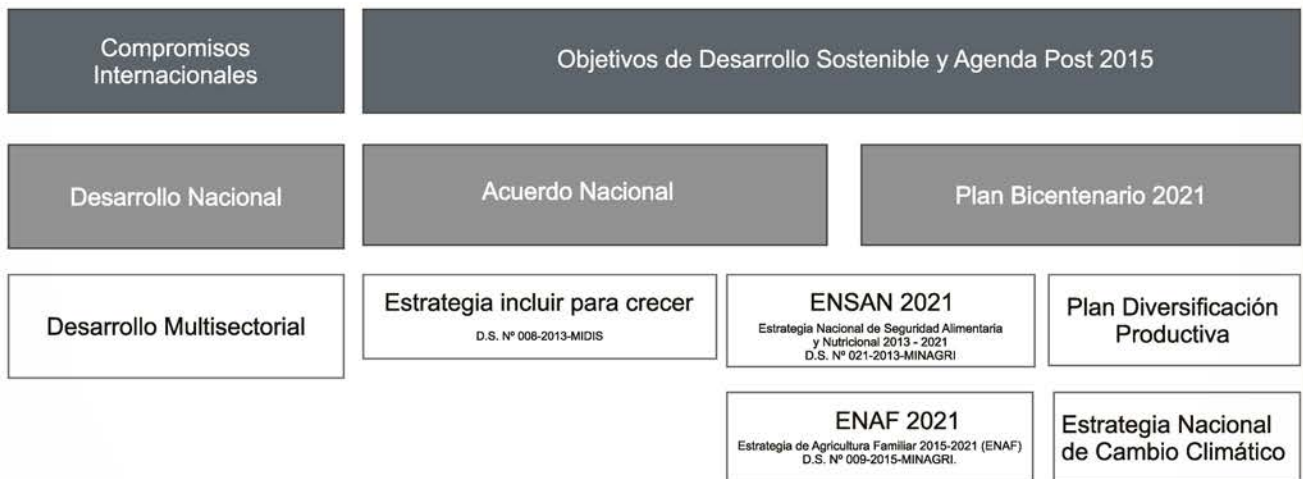 Compromisos
Internacionales
Objetivos de Desarrollo Sostenible y Agenda Post 2015
Desarrollo Nacional
Acuerdo Nacional
Plan Bicentenario 2021
Desarrollo Multisectorial
Estrategia incluir para crecer
D.S. Nº 008-2013-MIDIS
ENSAN 2021
Estrategia Nacional de Seguridad Alimentaria
y Nutricional 2013 - 2021
D.S. Nº 021-2013-MINAGRI
Plan Diversificación
Productiva
ENAF 2021
Estrategia de Agricultura Familiar 2015-2021 (ENAF)
D.S. Nº 009-2015-MINAGRI.
Estrategia Nacional
de Cambio Climático